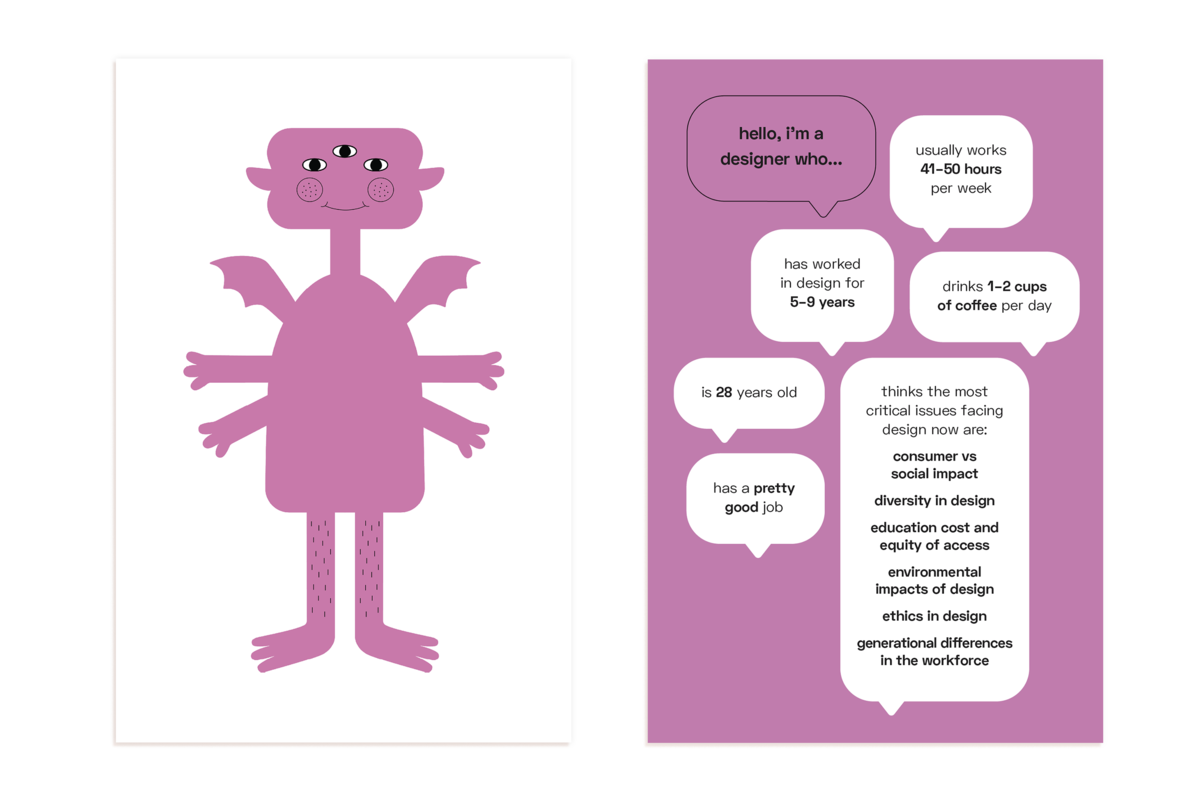 hello, i'm a
designer who...
usually works
41–50 hours
per week
has worked
in design for
5–9 years
drinks 1–2 cups
of coffee per day
is 28 years old
has a pretty
good job
thinks the most
critical issues facing
design now are:
consumer vs
social impact
diversity in design
education cost and
equity of access
environmental
impacts of design
ethics in design
generational differences
in the workforce